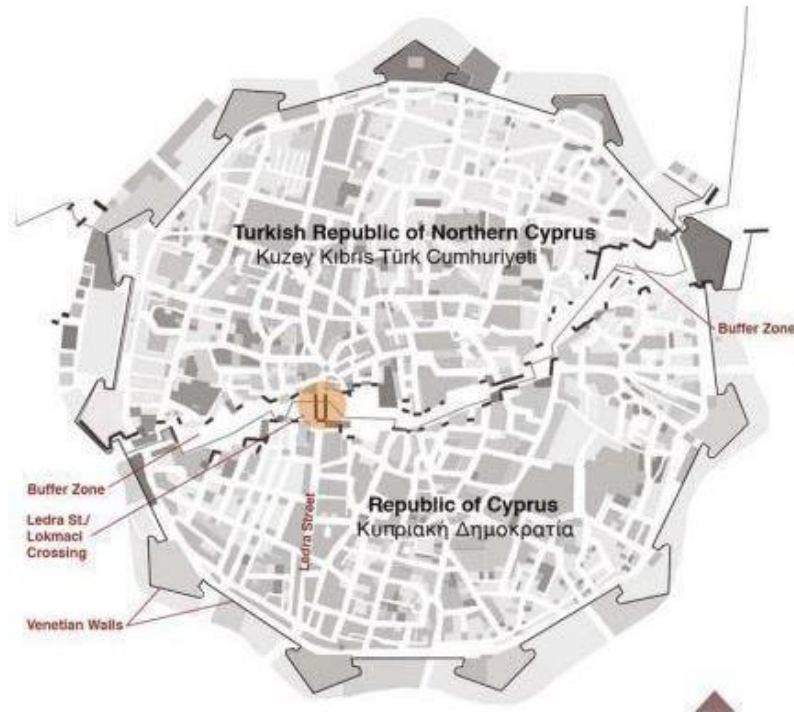 Turkish Republic of Northern Cyprus
Kuzey Kıbrıs Türk Cumhuriyeti
Buffer Zone
Buffer Zone
Ledra St./
Lokmaci
Crossing
Ledra Street
Republic of Cyprus
Κυπριακή Δημοκρατία
Venetian Walls